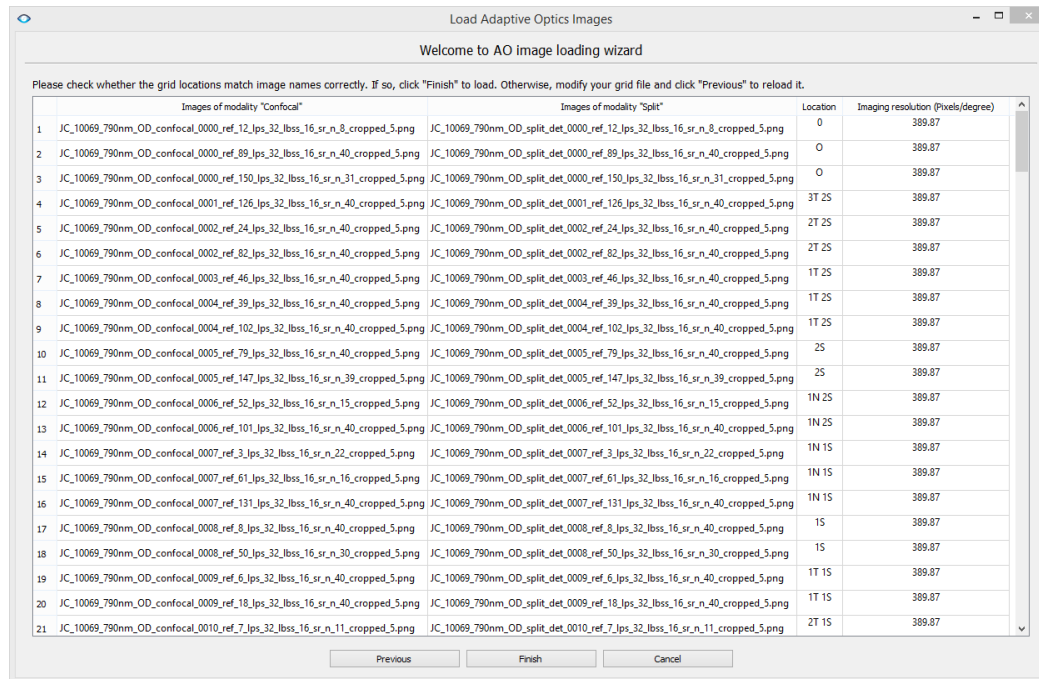 Load Adaptive Optics Images
Welcome to AO image loading wizard
Please check whether the grid locations match image names correctly. If so, click "Finish" to load. Otherwise, modify your grid file and click "Previous" to reload it.
Images of modality "Confocal" Images of modality "Split" Location Imaging resolution (Pixels/degree)
1 JC_10069_790nm_OD_confocal_0000_ref_12_lps_32_lbss_16_sr_n_8_cropped_5.png JC_10069_790nm_OD_split_det_0000_ref_12_lps_32_lbss_16_sr_n_8_cropped_5.png 0 389.87
2 JC_10069_790nm_OD_confocal_0000_ref_89_lps_32_lbss_16_sr_n_40_cropped_5.png JC_10069_790nm_OD_split_det_0000_ref_89_lps_32_lbss_16_sr_n_40_cropped_5.png O 389.87
3 JC_10069_790nm_OD_confocal_0000_ref_150_lps_32_lbss_16_sr_n_31_cropped_5.png JC_10069_790nm_OD_split_det_0000_ref_150_lps_32_lbss_16_sr_n_31_cropped_5.png O 389.87
4 JC_10069_790nm_OD_confocal_0001_ref_126_lps_32_lbss_16_sr_n_40_cropped_5.png JC_10069_790nm_OD_split_det_0001_ref_126_lps_32_lbss_16_sr_n_40_cropped_5.png 3T 2S 389.87
5 JC_10069_790nm_OD_confocal_0002_ref_24_lps_32_lbss_16_sr_n_40_cropped_5.png JC_10069_790nm_OD_split_det_0002_ref_24_lps_32_lbss_16_sr_n_40_cropped_5.png 2T 2S 389.87
6 JC_10069_790nm_OD_confocal_0002_ref_82_lps_32_lbss_16_sr_n_40_cropped_5.png JC_10069_790nm_OD_split_det_0002_ref_82_lps_32_lbss_16_sr_n_40_cropped_5.png 2T 2S 389.87
7 JC_10069_790nm_OD_confocal_0003_ref_46_lps_32_lbss_16_sr_n_40_cropped_5.png JC_10069_790nm_OD_split_det_0003_ref_46_lps_32_lbss_16_sr_n_40_cropped_5.png 1T 2S 389.87
8 JC_10069_790nm_OD_confocal_0004_ref_39_lps_32_lbss_16_sr_n_40_cropped_5.png JC_10069_790nm_OD_split_det_0004_ref_39_lps_32_lbss_16_sr_n_40_cropped_5.png 1T 2S 389.87
9 JC_10069_790nm_OD_confocal_0004_ref_102_lps_32_lbss_16_sr_n_40_cropped_5.png JC_10069_790nm_OD_split_det_0004_ref_102_lps_32_lbss_16_sr_n_40_cropped_5.png 1T 2S 389.87
10 JC_10069_790nm_OD_confocal_0005_ref_79_lps_32_lbss_16_sr_n_40_cropped_5.png JC_10069_790nm_OD_split_det_0005_ref_79_lps_32_lbss_16_sr_n_40_cropped_5.png 2S 389.87
11 JC_10069_790nm_OD_confocal_0005_ref_147_lps_32_lbss_16_sr_n_39_cropped_5.png JC_10069_790nm_OD_split_det_0005_ref_147_lps_32_lbss_16_sr_n_39_cropped_5.png 2S 389.87
12 JC_10069_790nm_OD_confocal_0006_ref_52_lps_32_lbss_16_sr_n_15_cropped_5.png JC_10069_790nm_OD_split_det_0006_ref_52_lps_32_lbss_16_sr_n_15_cropped_5.png 1N 2S 389.87
13 JC_10069_790nm_OD_confocal_0006_ref_101_lps_32_lbss_16_sr_n_40_cropped_5.png JC_10069_790nm_OD_split_det_0006_ref_101_lps_32_lbss_16_sr_n_40_cropped_5.png 1N 2S 389.87
14 JC_10069_790nm_OD_confocal_0007_ref_3_lps_32_lbss_16_sr_n_22_cropped_5.png JC_10069_790nm_OD_split_det_0007_ref_3_lps_32_lbss_16_sr_n_22_cropped_5.png 1N 1S 389.87
15 JC_10069_790nm_OD_confocal_0007_ref_61_lps_32_lbss_16_sr_n_16_cropped_5.png JC_10069_790nm_OD_split_det_0007_ref_61_lps_32_lbss_16_sr_n_16_cropped_5.png 1N 1S 389.87
16 JC_10069_790nm_OD_confocal_0007_ref_131_lps_32_lbss_16_sr_n_40_cropped_5.png JC_10069_790nm_OD_split_det_0007_ref_131_lps_32_lbss_16_sr_n_40_cropped_5.png 1N 1S 389.87
17 JC_10069_790nm_OD_confocal_0008_ref_8_lps_32_lbss_16_sr_n_40_cropped_5.png JC_10069_790nm_OD_split_det_0008_ref_8_lps_32_lbss_16_sr_n_40_cropped_5.png 1S 389.87
18 JC_10069_790nm_OD_confocal_0008_ref_50_lps_32_lbss_16_sr_n_30_cropped_5.png JC_10069_790nm_OD_split_det_0008_ref_50_lps_32_lbss_16_sr_n_30_cropped_5.png 1S 389.87
19 JC_10069_790nm_OD_confocal_0009_ref_6_lps_32_lbss_16_sr_n_40_cropped_5.png JC_10069_790nm_OD_split_det_0009_ref_6_lps_32_lbss_16_sr_n_40_cropped_5.png 1T 1S 389.87
20 JC_10069_790nm_OD_confocal_0009_ref_18_lps_32_lbss_16_sr_n_40_cropped_5.png JC_10069_790nm_OD_split_det_0009_ref_18_lps_32_lbss_16_sr_n_40_cropped_5.png 1T 1S 389.87
21 JC_10069_790nm_OD_confocal_0010_ref_7_lps_32_lbss_16_sr_n_11_cropped_5.png JC_10069_790nm_OD_split_det_0010_ref_7_lps_32_lbss_16_sr_n_11_cropped_5.png 2T 1S 389.87
Previous Finish Cancel